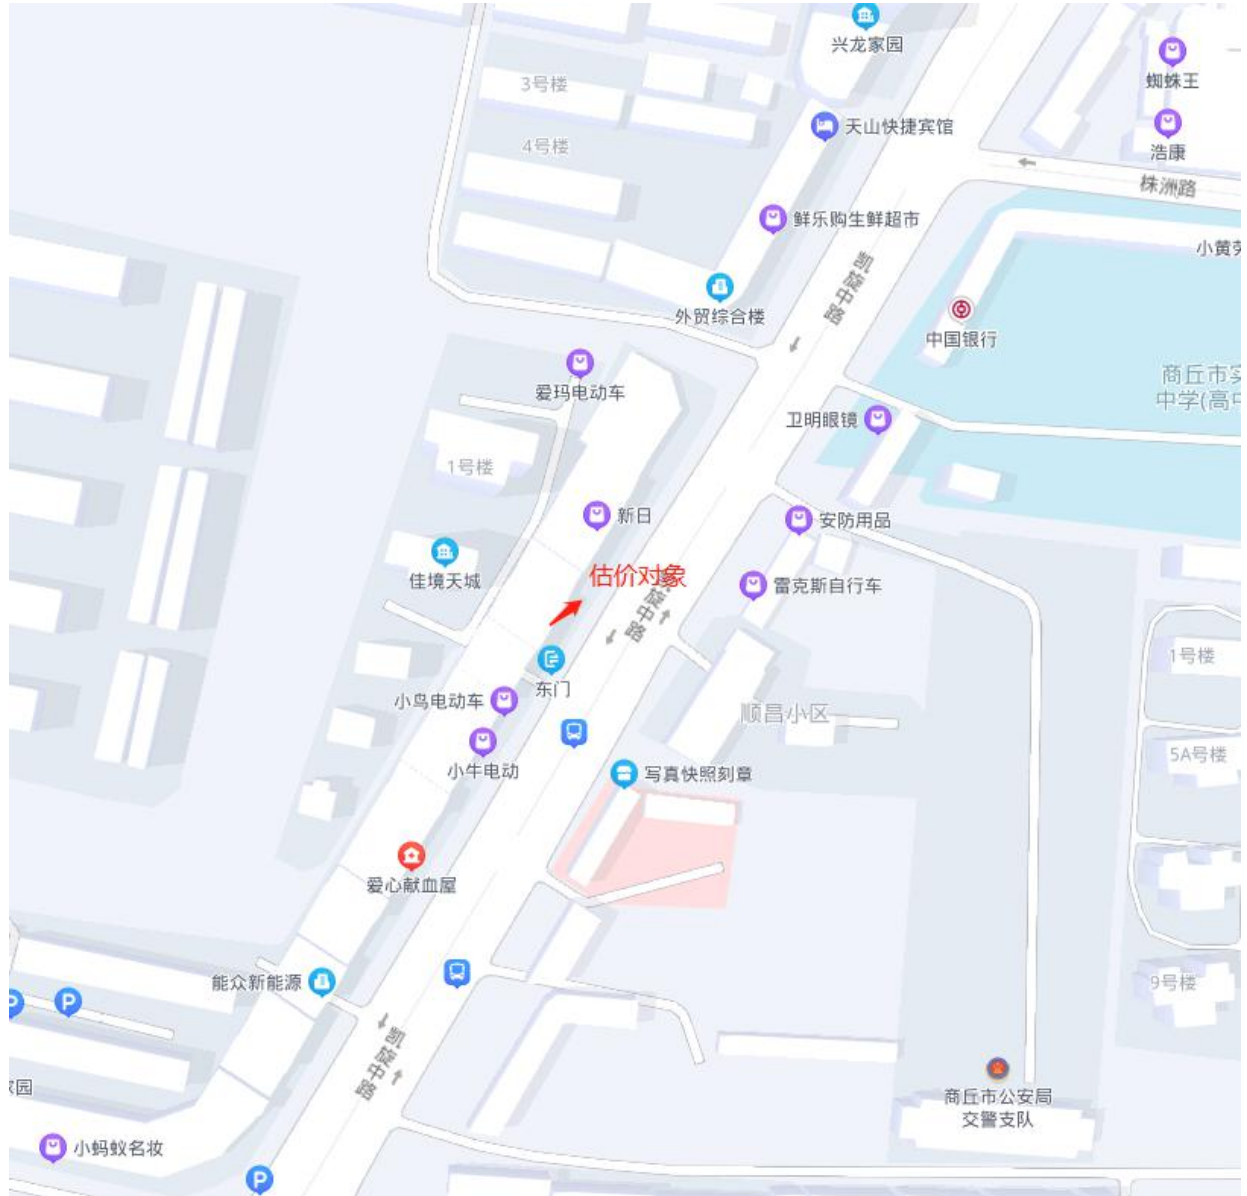 兴龙家园
蜘蛛王
3号楼
天山快捷宾馆
浩康
4号楼
株洲路
鲜乐购生鲜超市
小黄
凯旋中路
外贸综合楼
中国银行
爱玛电动车
商丘市实
中学(高中
卫明眼镜
1号楼
新日
安防用品
佳境天城
估价对象
雷克斯自行车
凯旋中路
1号楼
东门
小鸟电动车
顺昌小区
小牛电动
5A号楼
写真快照刻章
爱心献血屋
能众新能源
9号楼
P
P
凯旋中路
家园
商丘市公安局
交警支队
小蚂蚁名妆
P